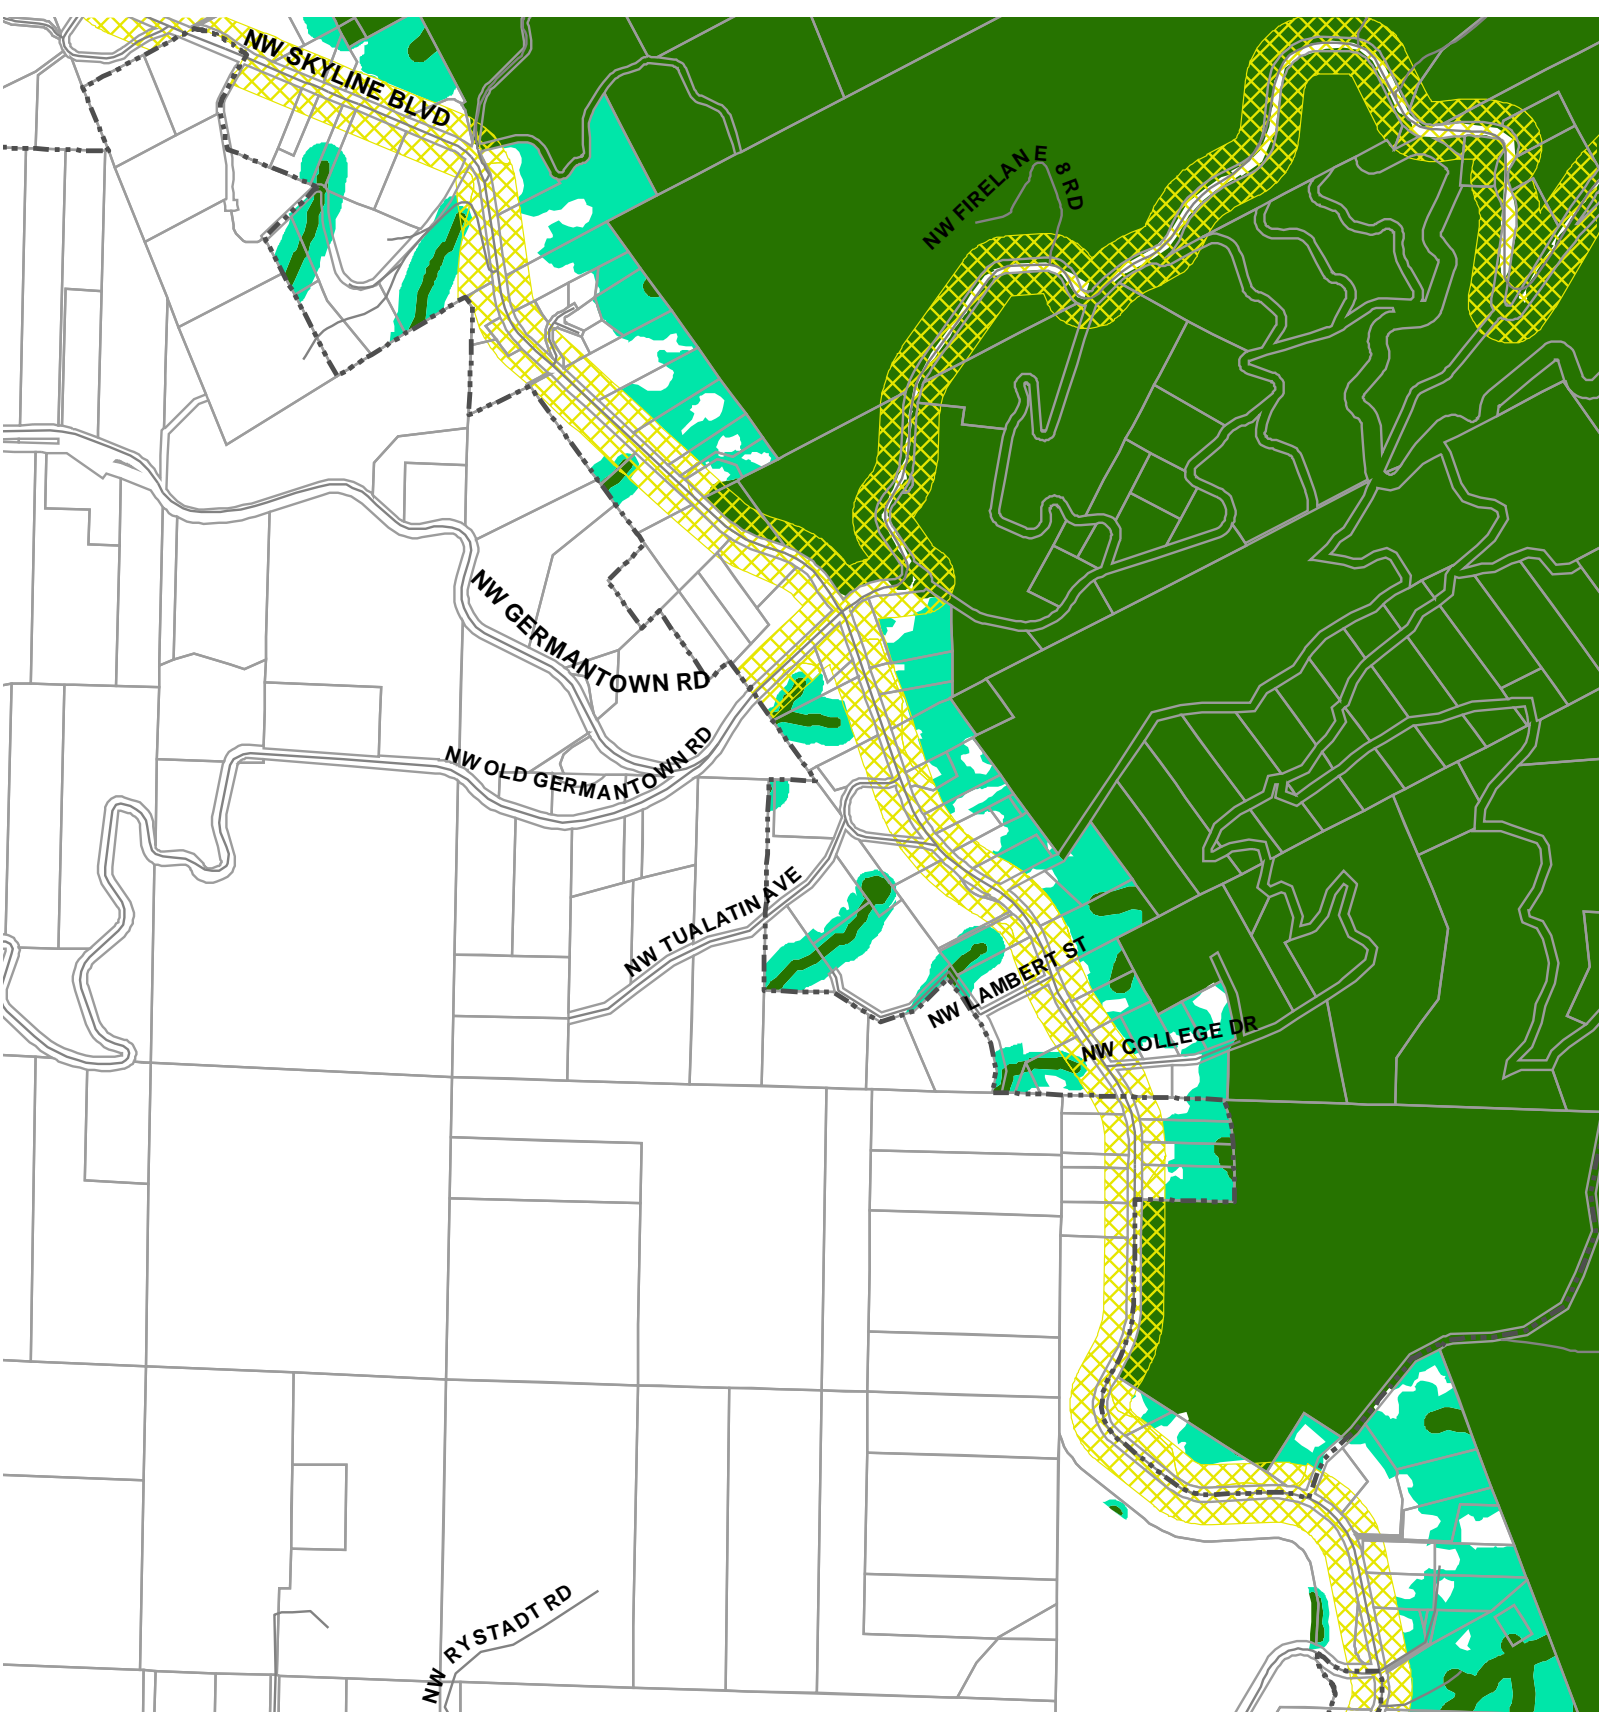 NW SKYLINE BLVD
NW FIRELANE 8 RD
NW GERMANTOWN RD
NW OLD GERMANTOWN RD
NW TUALATIN AVE
NW LAMBERT ST
NW COLLEGE DR
NW RYSTADT RD